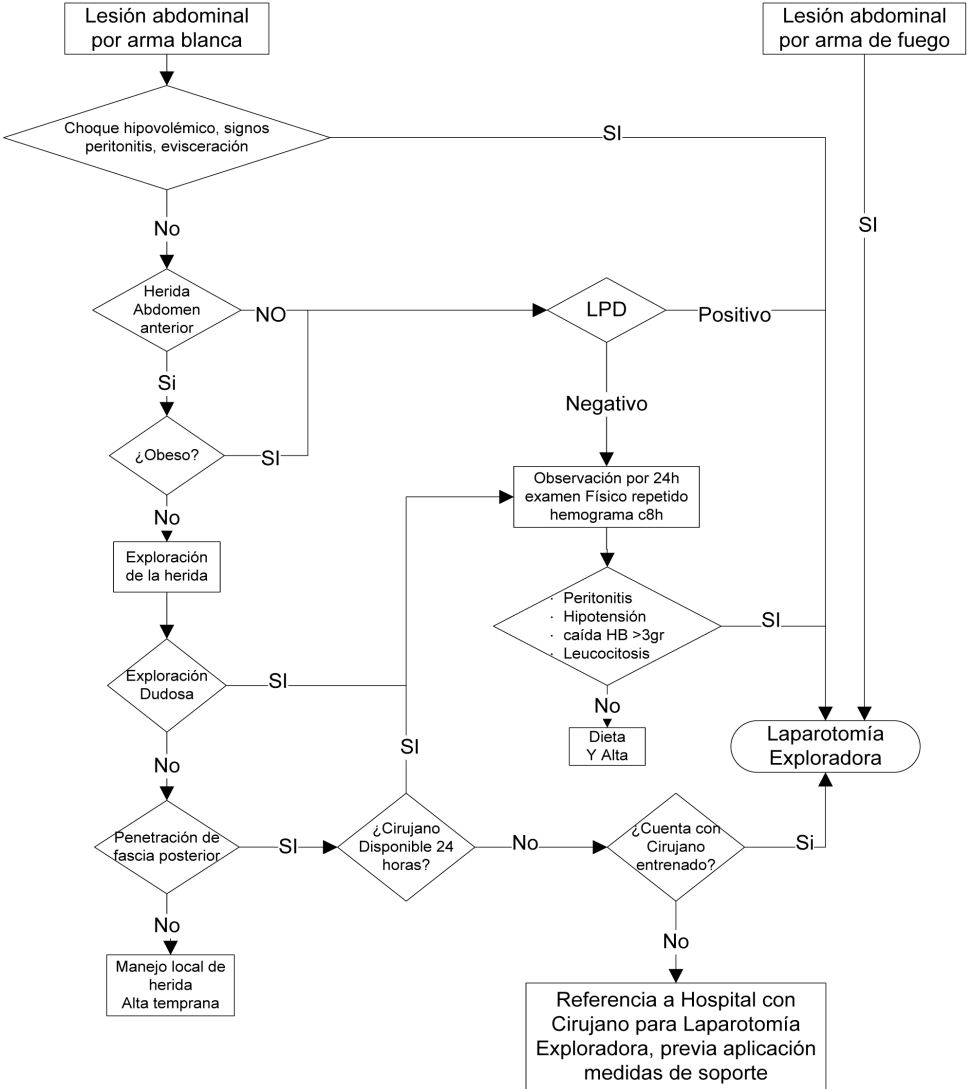 Lesión abdominal
por arma blanca
Lesión abdominal
por arma de fuego
Choque hipovolémico, signos
peritonitis, evisceración
SI
No
SI
Herida
Abdomen
anterior
NO
LPD
Positivo
Si
Negativo
¿Obeso?
SI
No
Observación por 24h
examen Físico repetido
hemograma c8h
Exploración
de la herida
· Peritonitis
· Hipotensión
· caída HB >3gr
· Leucocitosis
SI
Exploración
Dudosa
SI
No
Dieta
Y Alta
Laparotomía
Exploradora
No
SI
Penetración de
fascia posterior
SI
¿Cirujano
Disponible 24
horas?
No
¿Cuenta con
Cirujano
entrenado?
Si
No
No
Manejo local de
herida
Alta temprana
Referencia a Hospital con
Cirujano para Laparotomía
Exploradora, previa aplicación
medidas de soporte